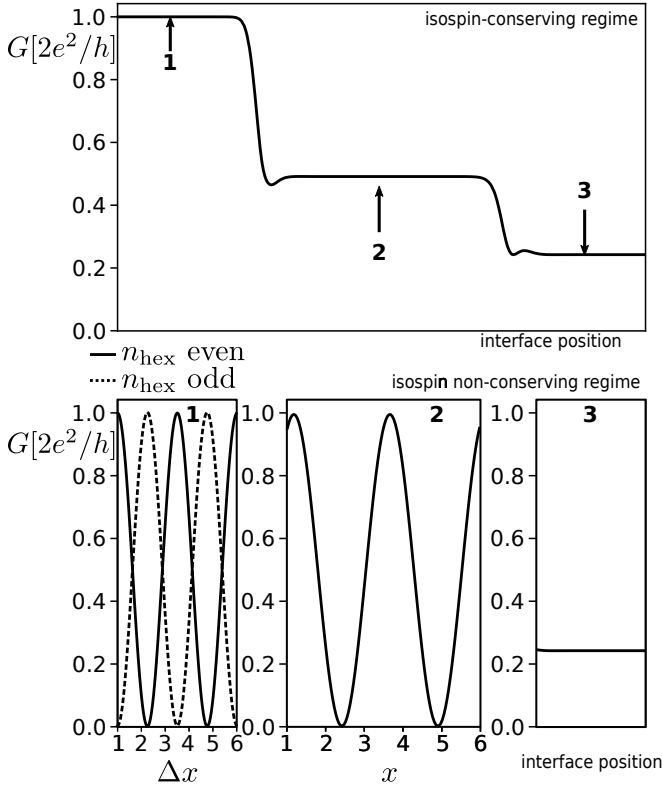 1.0
isospin-conserving regime
G[2e²/h]
1
0.8
3
0.6
0.4
2
0.2
0.0
interface position
n_hex even
n_hex odd
isospin non-conserving regime
1.0 1 1.0 2 1.0 3
G[2e²/h]
0.8 0.8 0.8
0.6 0.6 0.6
0.4 0.4 0.4
0.2 0.2 0.2
0.0 0.0 0.0
1 2 3 4 5 6 1 2 3 4 5 6
interface position
Δx x